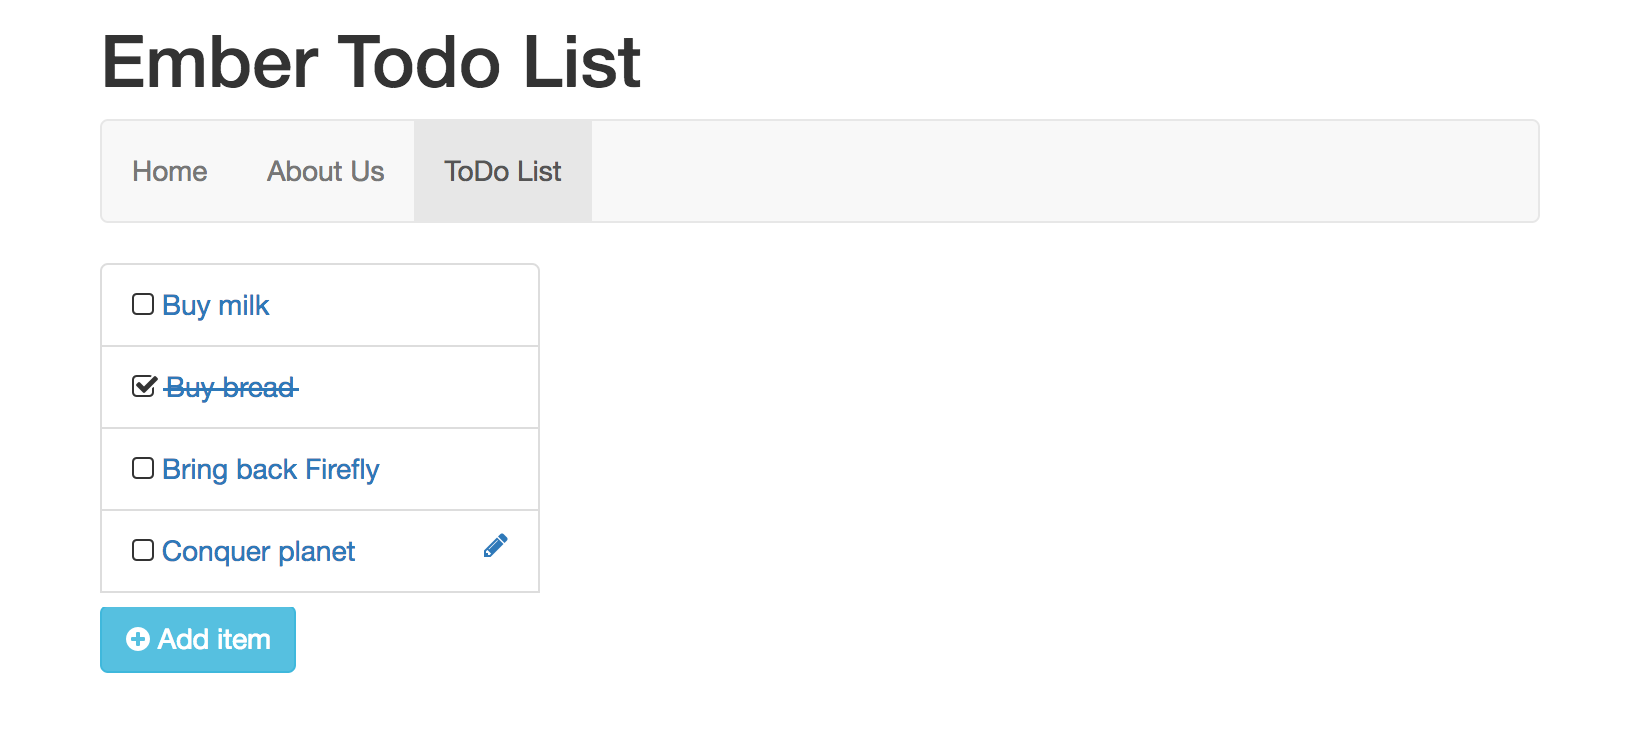 Ember Todo List
Home About Us ToDo List
Buy milk
Buy bread
Bring back Firefly
Conquer planet
Add item